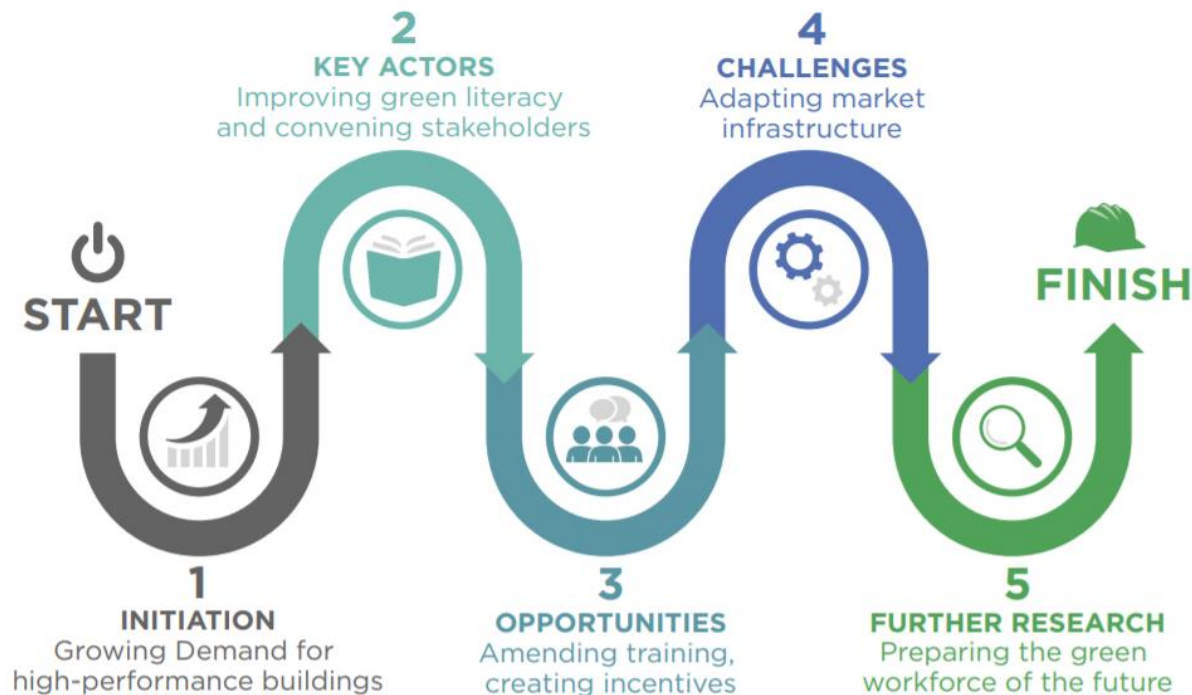 START
1
INITIATION
Growing Demand for
high-performance buildings
2
KEY ACTORS
Improving green literacy
and convening stakeholders
3
OPPORTUNITIES
Amending training,
creating incentives
4
CHALLENGES
Adapting market
infrastructure
5
FURTHER RESEARCH
Preparing the green
workforce of the future
FINISH